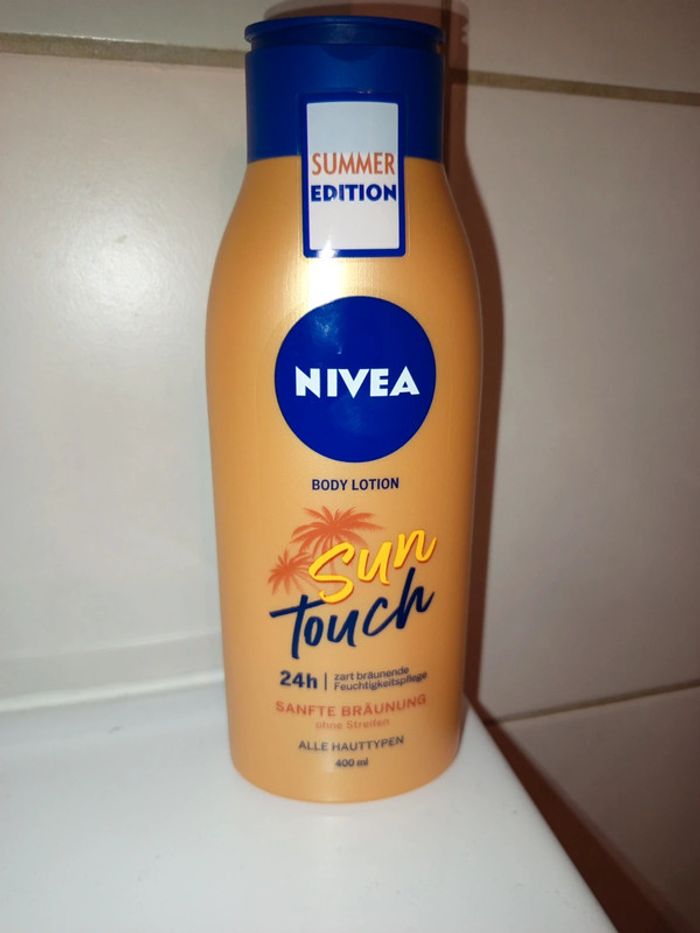 SUMMER
EDITION
NIVEA
BODY LOTION
Sun
Touch
24h | zart bräunende
Feuchtigkeitspflege
SANFTE BRÄUNUNG
ohne Streifen
ALLE HAUTTYPEN
400 ml